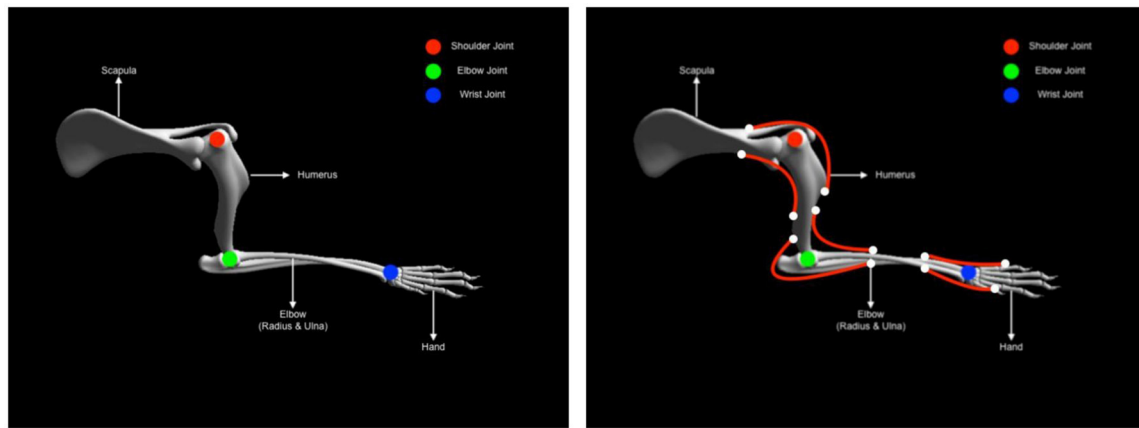 Shoulder Joint
Elbow Joint
Wrist Joint
Scapula
Humerus
Elbow
(Radius & Ulna)
Hand
Shoulder Joint
Elbow Joint
Wrist Joint
Scapula
Humerus
Elbow
(Radius & Ulna)
Hand